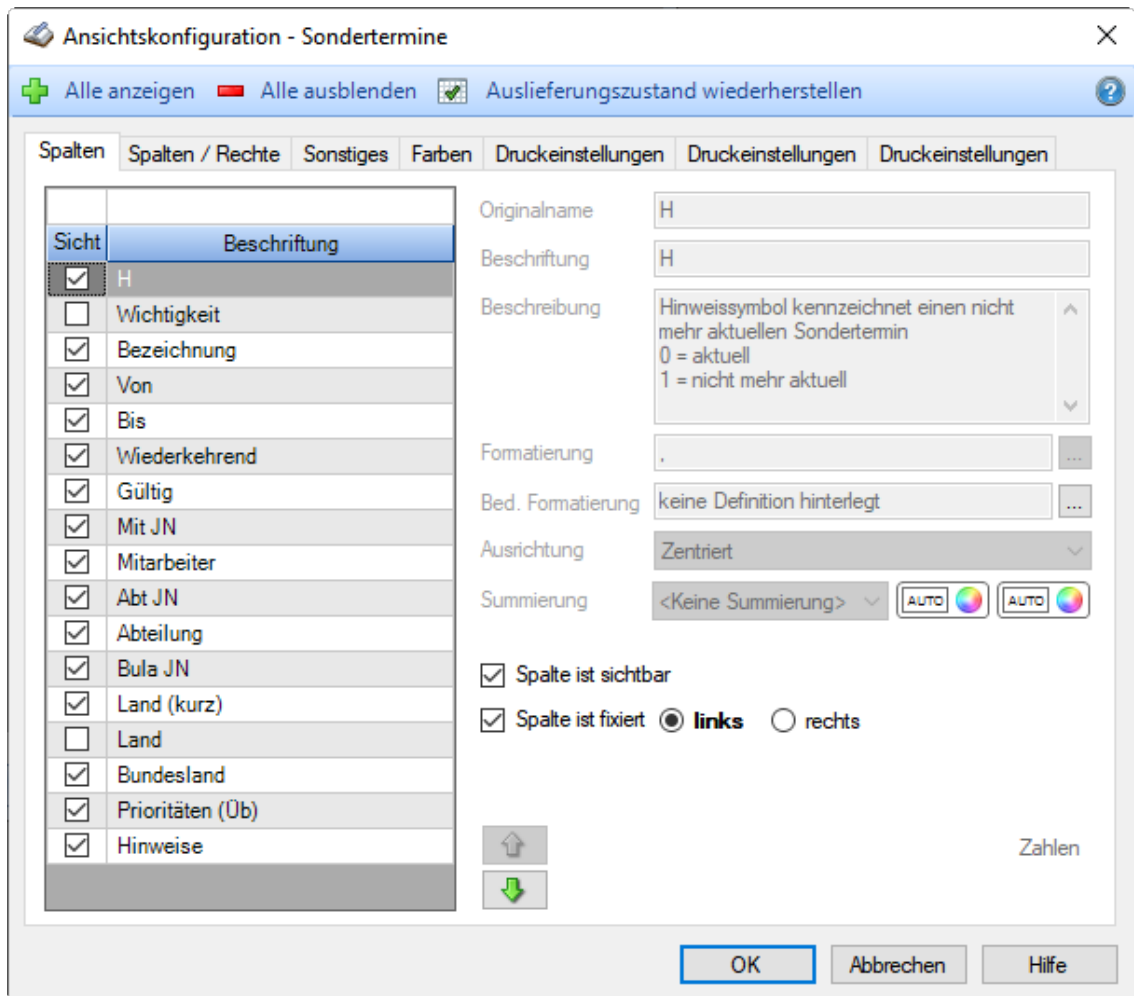 Ansichtskonfiguration - Sondertermine
Alle anzeigen Alle ausblenden Auslieferungszustand wiederherstellen ?
Spalten Spalten / Rechte Sonstiges Farben Druckeinstellungen Druckeinstellungen Druckeinstellungen
Sicht Beschriftung
H
Wichtigkeit
Bezeichnung
Von
Bis
Wiederkehrend
Gültig
Mit JN
Mitarbeiter
Abt JN
Abteilung
Bula JN
Land (kurz)
Land
Bundesland
Prioritäten (Üb)
Hinweise
Originalname H
Beschriftung H
Beschreibung Hinweissymbol kennzeichnet einen nicht
mehr aktuellen Sondertermin
0 = aktuell
1 = nicht mehr aktuell
Formatierung , ...
Bed. Formatierung keine Definition hinterlegt ...
Ausrichtung Zentriert
Summierung <Keine Summierung> AUTO AUTO
Spalte ist sichtbar
Spalte ist fixiert links rechts
Zahlen
OK Abbrechen Hilfe